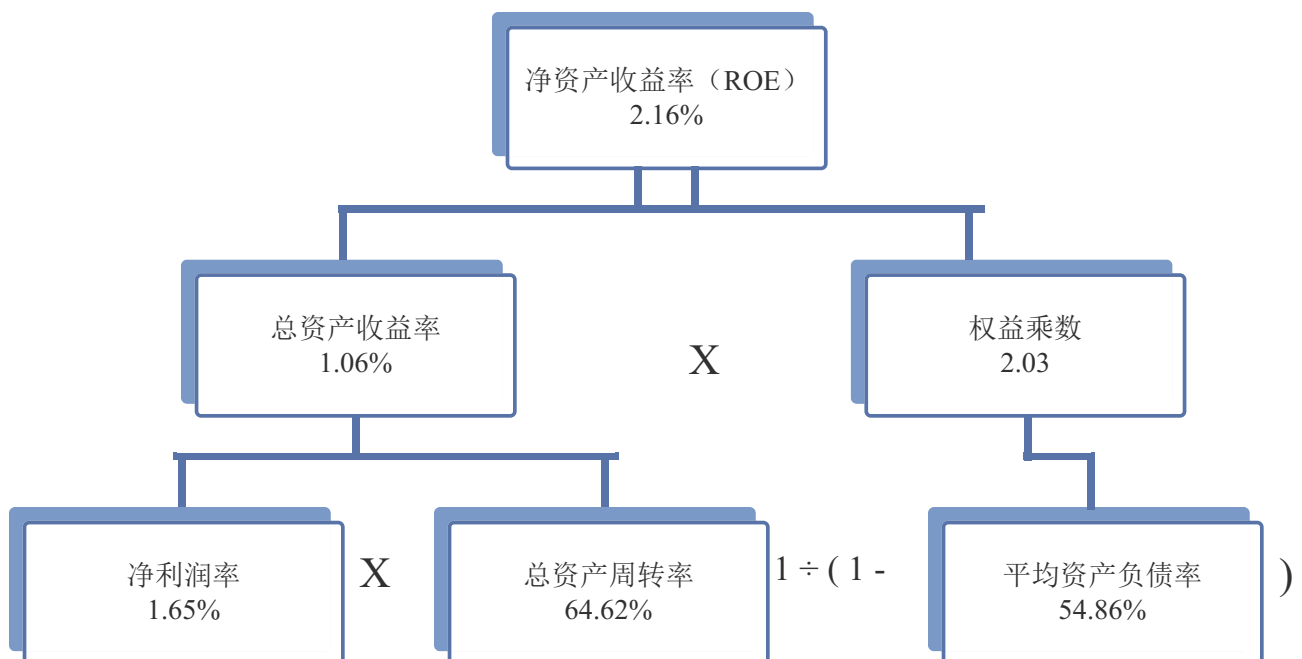 净资产收益率（ROE）
2.16%
总资产收益率
1.06%
X
权益乘数
2.03
净利润率
1.65%
X
总资产周转率
64.62%
1 ÷ ( 1 -
平均资产负债率
54.86%
)